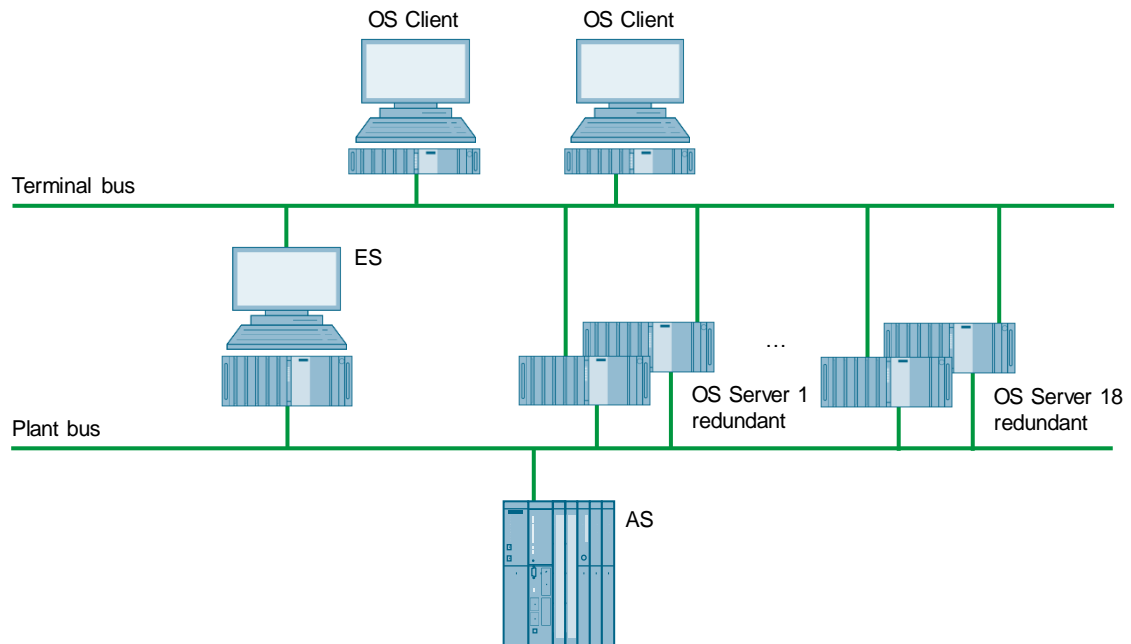 OS Client
OS Client
Terminal bus
ES
...
OS Server 1
redundant
OS Server 18
redundant
Plant bus
AS